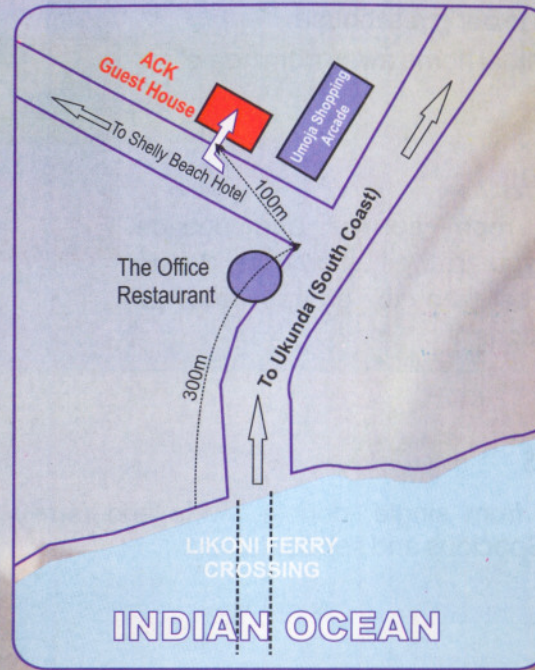 ACK
Guest House
Umoja Shopping
Arcade
To Shelly Beach Hotel
100m
The Office
Restaurant
To Ukunda (South Coast)
300m
LIKONI FERRY
CROSSING
INDIAN OCEAN